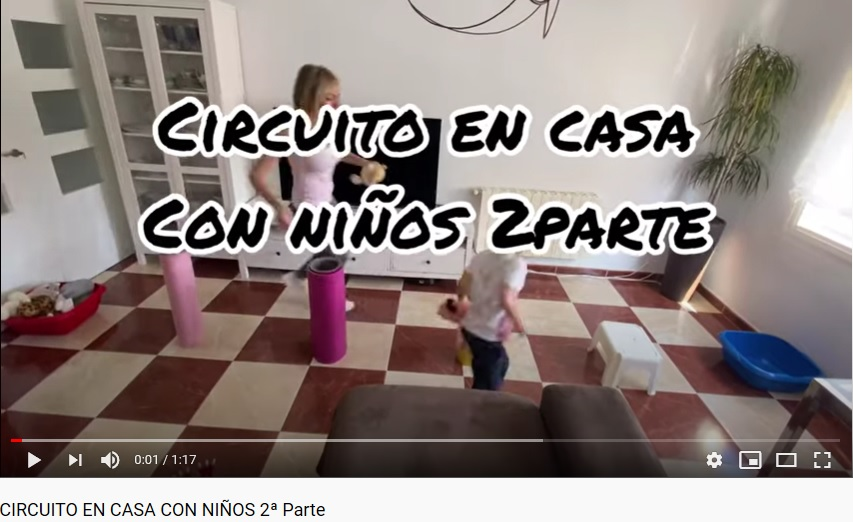 CIRCUITO EN CASA
CON NIÑOS 2PARTE
0:01 / 1:17
CIRCUITO EN CASA CON NIÑOS 2ª Parte